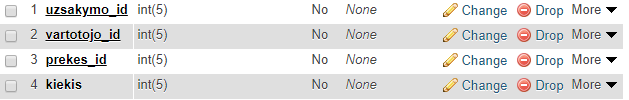 1 uzsakymo_id int(5) No None Change Drop More
2 vartotojo_id int(5) No None Change Drop More
3 prekes_id int(5) No None Change Drop More
4 kiekis int(5) No None Change Drop More